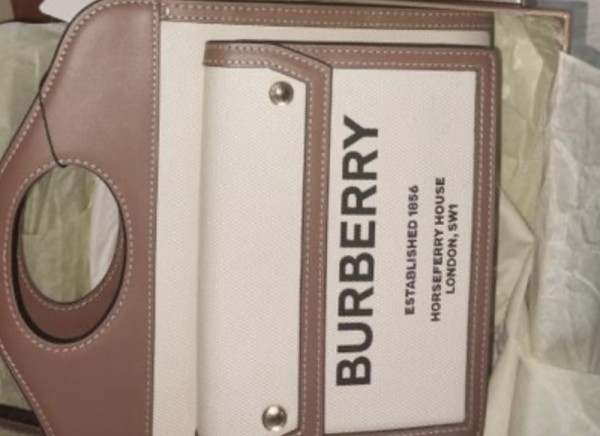 BURBERRY
ESTABLISHED 1856
HORSEFERRY HOUSE
LONDON, SW1